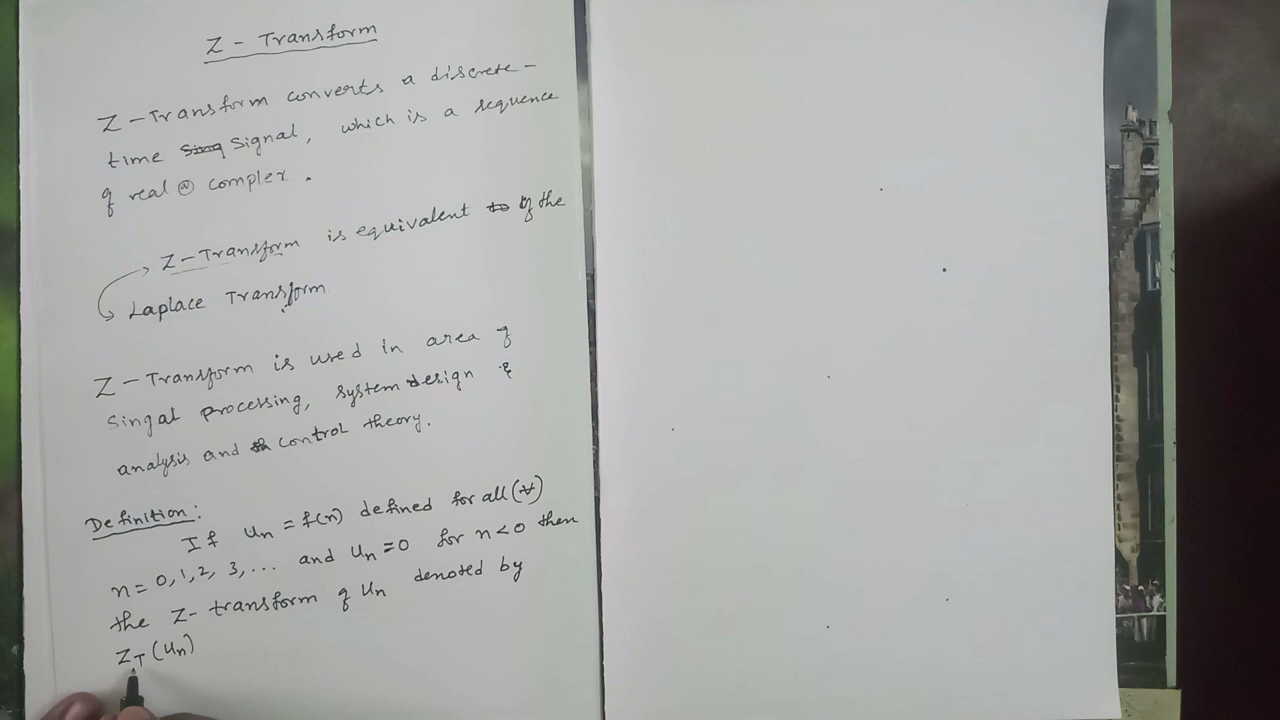 Z - Transform
Z - Transform converts a discrete -
time Sinng Signal, which is a sequence
of real @ complex .
Z - Transform is equivalent to of the
Laplace Transform.
Z - Transform is used in area of
Singal processing, system design &
analysis and th control theory.
Definition :
If un = f(n) defined for all (∀)
n = 0, 1, 2, 3, ... and un = 0 for n < 0 then
the Z - transform of un denoted by
ZT (un)